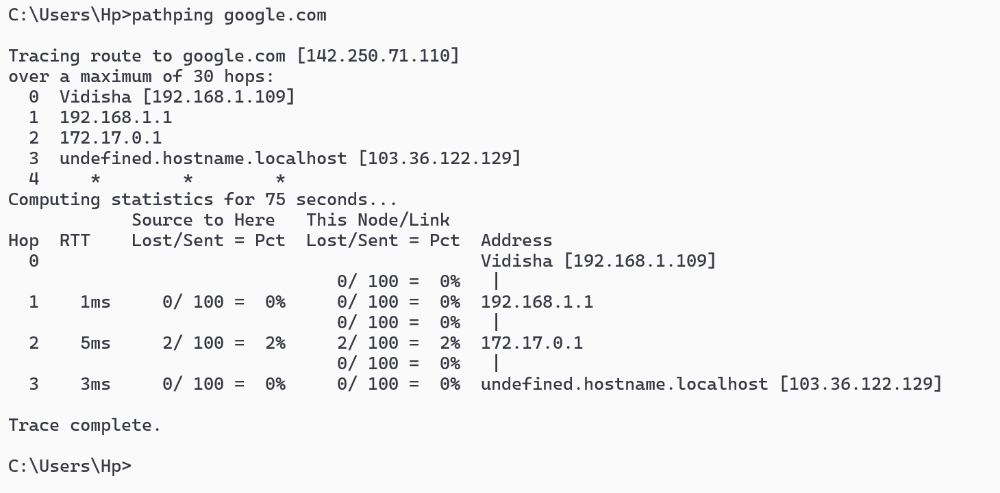 C:\Users\Hp>pathping google.com

Tracing route to google.com [142.250.71.110]
over a maximum of 30 hops:
  0  Vidisha [192.168.1.109]
  1  192.168.1.1
  2  172.17.0.1
  3  undefined.hostname.localhost [103.36.122.129]
  4     *        *        *
Computing statistics for 75 seconds...
            Source to Here   This Node/Link
Hop  RTT    Lost/Sent = Pct  Lost/Sent = Pct  Address
  0                                           Vidisha [192.168.1.109]
                                0/ 100 =  0%   |
  1    1ms     0/ 100 =  0%     0/ 100 =  0%  192.168.1.1
                                0/ 100 =  0%   |
  2    5ms     2/ 100 =  2%     2/ 100 =  2%  172.17.0.1
                                0/ 100 =  0%   |
  3    3ms     0/ 100 =  0%     0/ 100 =  0%  undefined.hostname.localhost [103.36.122.129]

Trace complete.

C:\Users\Hp>